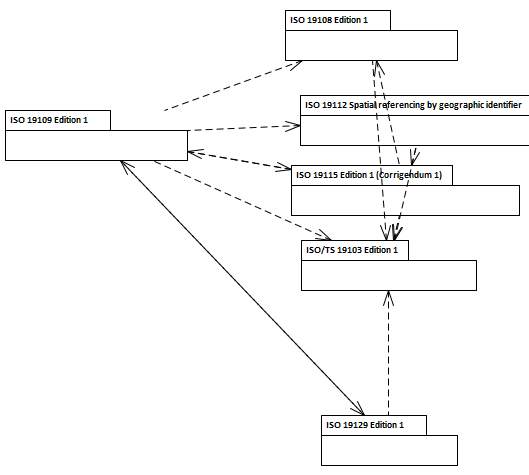 ISO 19108 Edition 1
ISO 19112 Spatial referencing by geographic identifier
ISO 19109 Edition 1
ISO 19115 Edition 1 (Corrigendum 1)
ISO/TS 19103 Edition 1
ISO 19129 Edition 1